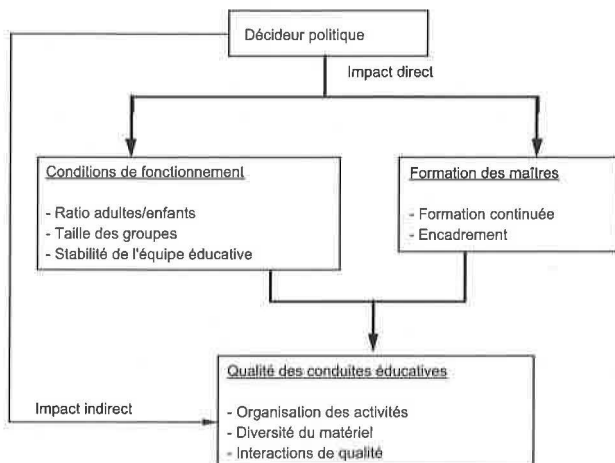 Décideur politique
Impact direct
Conditions de fonctionnement
- Ratio adultes/enfants
- Taille des groupes
- Stabilité de l'équipe éducative
Formation des maîtres
- Formation continuée
- Encadrement
Qualité des conduites éducatives
- Organisation des activités
- Diversité du matériel
- Interactions de qualité
Impact indirect